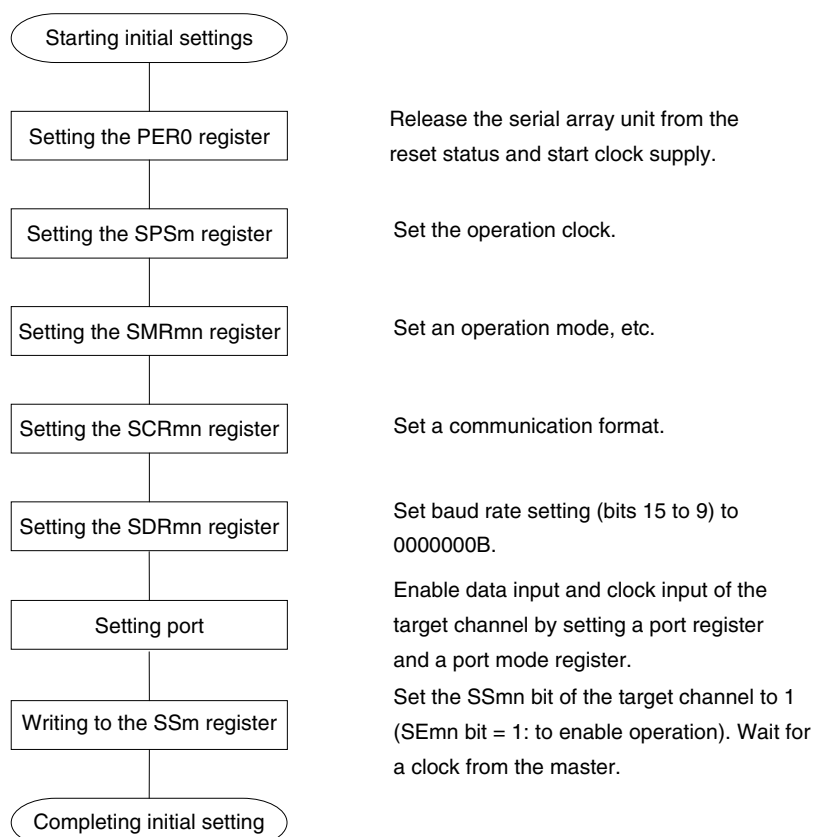 Starting initial settings
Setting the PER0 register
Release the serial array unit from the
reset status and start clock supply.
Setting the SPSm register
Set the operation clock.
Setting the SMRmn register
Set an operation mode, etc.
Setting the SCRmn register
Set a communication format.
Setting the SDRmn register
Set baud rate setting (bits 15 to 9) to
0000000B.
Setting port
Enable data input and clock input of the
target channel by setting a port register
and a port mode register.
Writing to the SSm register
Set the SSmn bit of the target channel to 1
(SEmn bit = 1: to enable operation). Wait for
a clock from the master.
Completing initial setting